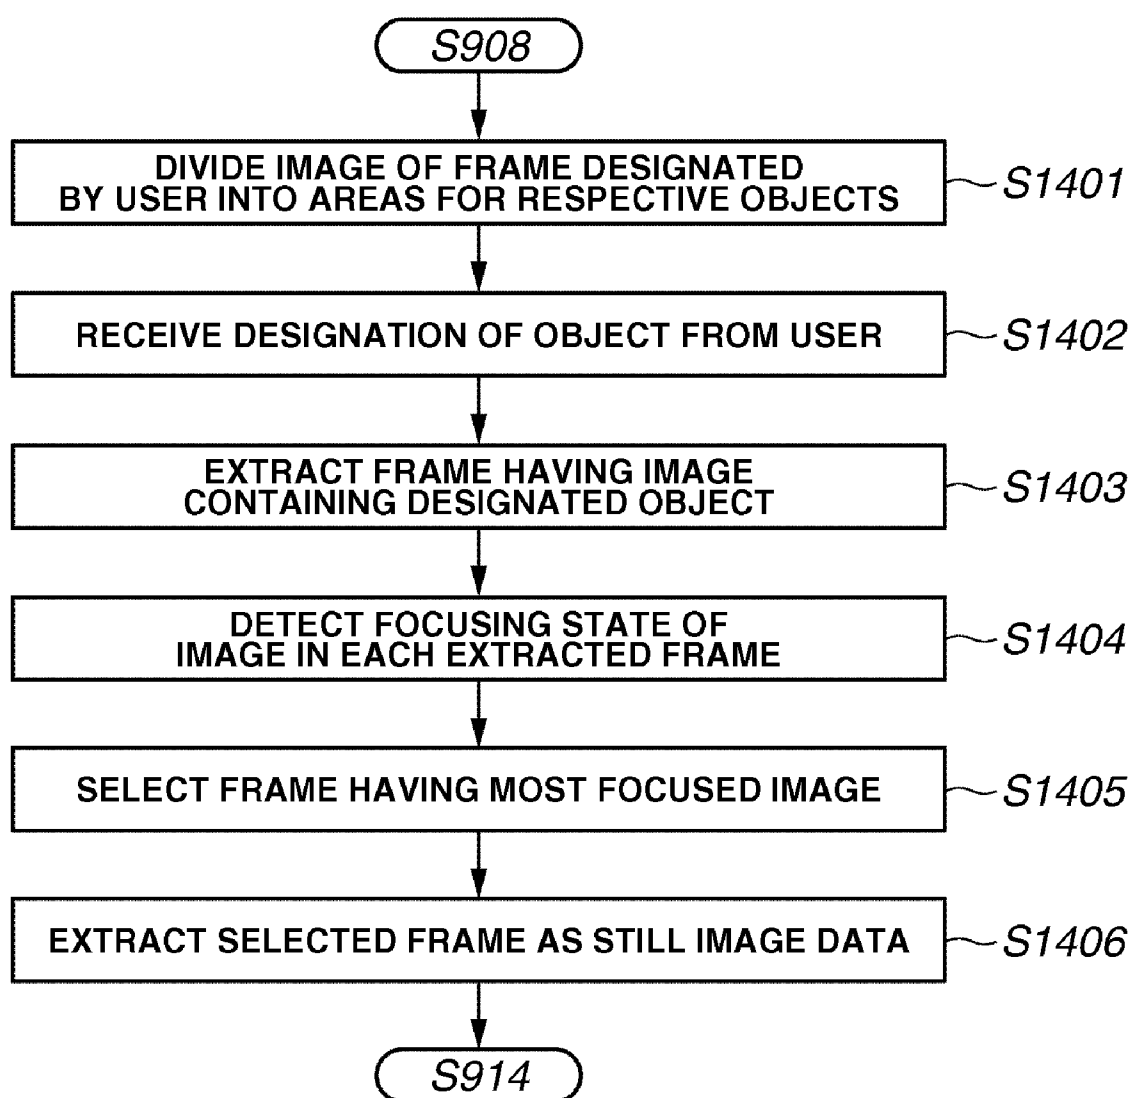 S908
DIVIDE IMAGE OF FRAME DESIGNATED
BY USER INTO AREAS FOR RESPECTIVE OBJECTS
S1401
RECEIVE DESIGNATION OF OBJECT FROM USER
S1402
EXTRACT FRAME HAVING IMAGE
CONTAINING DESIGNATED OBJECT
S1403
DETECT FOCUSING STATE OF
IMAGE IN EACH EXTRACTED FRAME
S1404
SELECT FRAME HAVING MOST FOCUSED IMAGE
S1405
EXTRACT SELECTED FRAME AS STILL IMAGE DATA
S1406
S914